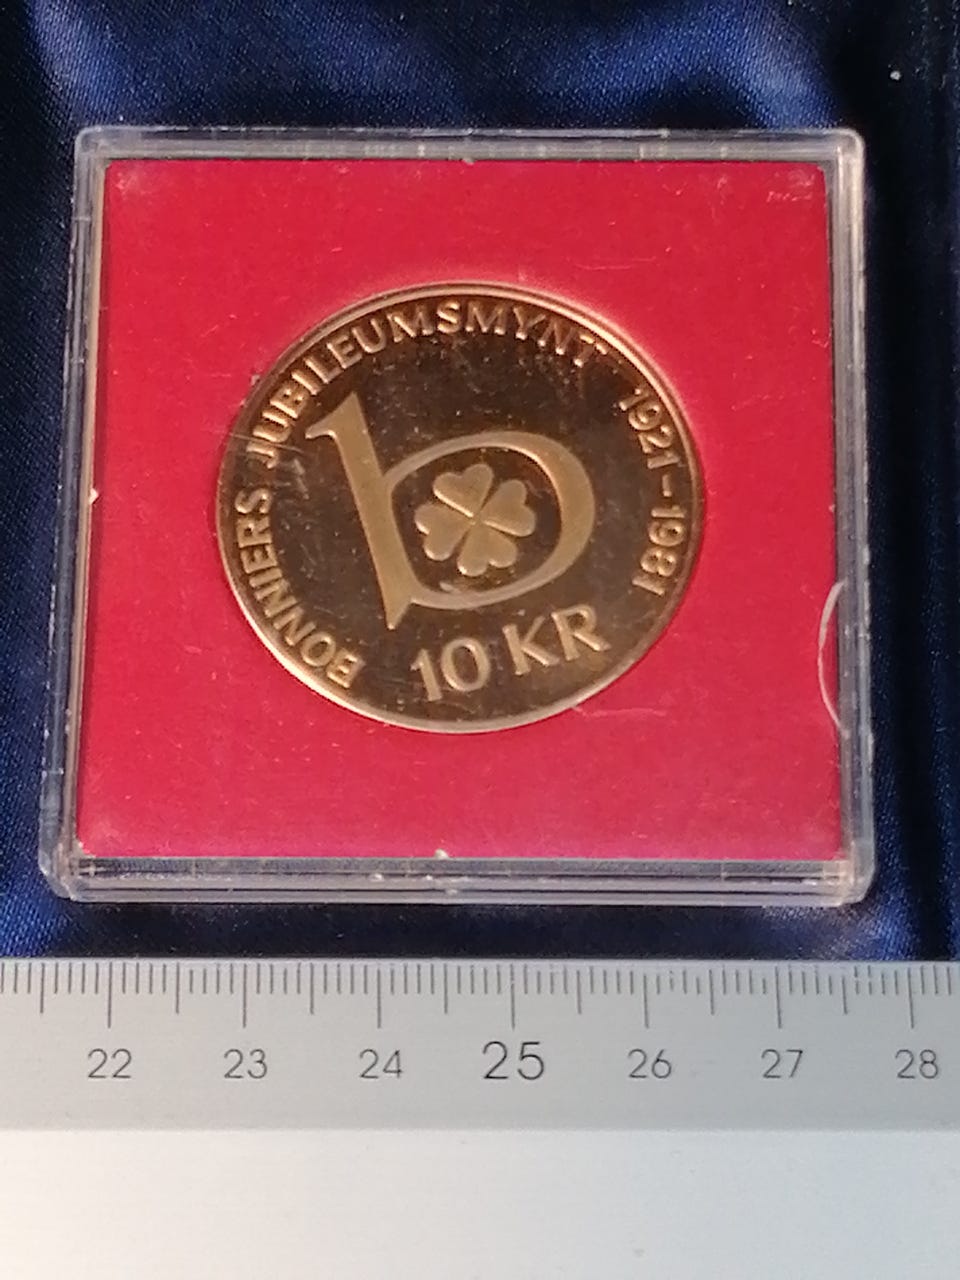 BONNIERS JUBILEUMSMYNT 1921-1981
b
10 KR
22 23 24 25 26 27 28